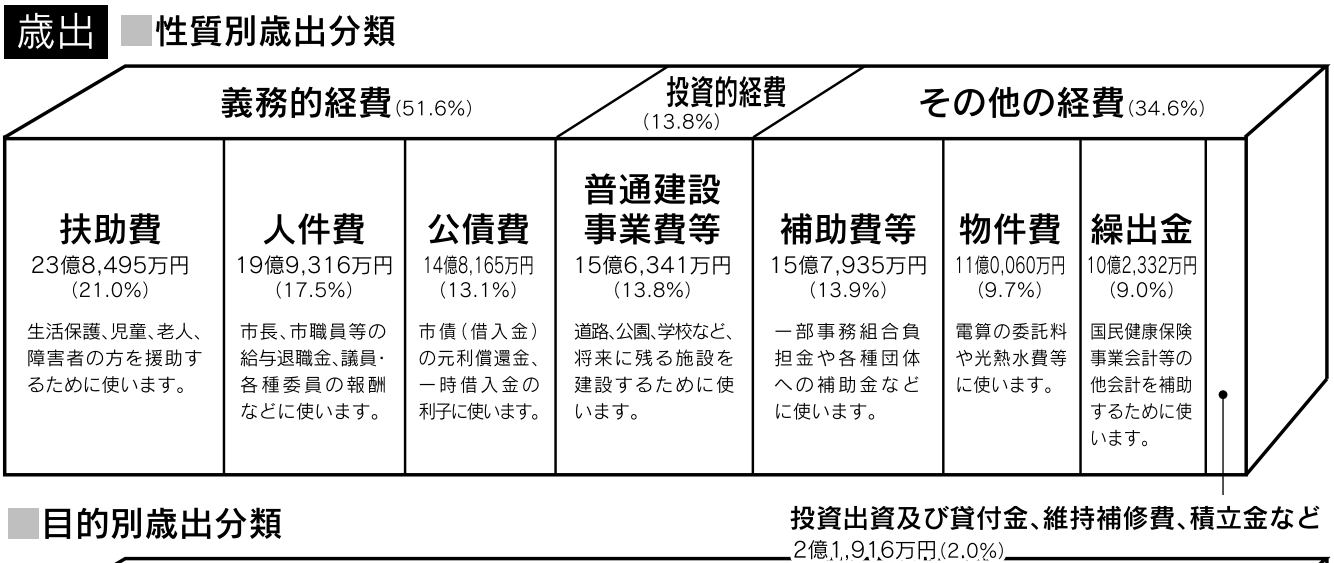 歳出 ■性質別歳出分類
義務的経費(51.6%)
投資的経費
(13.8%)
その他の経費(34.6%)
扶助費
23億8,495万円
(21.0%)
生活保護、児童、老人、
障害者の方を援助す
るために使います。
人件費
19億9,316万円
(17.5%)
市長、市職員等の
給与退職金、議員・
各種委員の報酬
などに使います。
公債費
14億8,165万円
(13.1%)
市債(借入金)
の元利償還金、
一時借入金の
利子に使います。
普通建設
事業費等
15億6,341万円
(13.8%)
道路、公園、学校など、
将来に残る施設を
建設するために使
います。
補助費等
15億7,935万円
(13.9%)
一部事務組合負
担金や各種団体
への補助金など
に使います。
物件費
11億0,060万円
(9.7%)
電算の委託料
や光熱水費等
に使います。
繰出金
10億2,332万円
(9.0%)
国民健康保険
事業会計等の
他会計を補助
するために使
います。
投資出資及び貸付金、維持補修費、積立金など
2億1,916万円(2.0%)
■目的別歳出分類